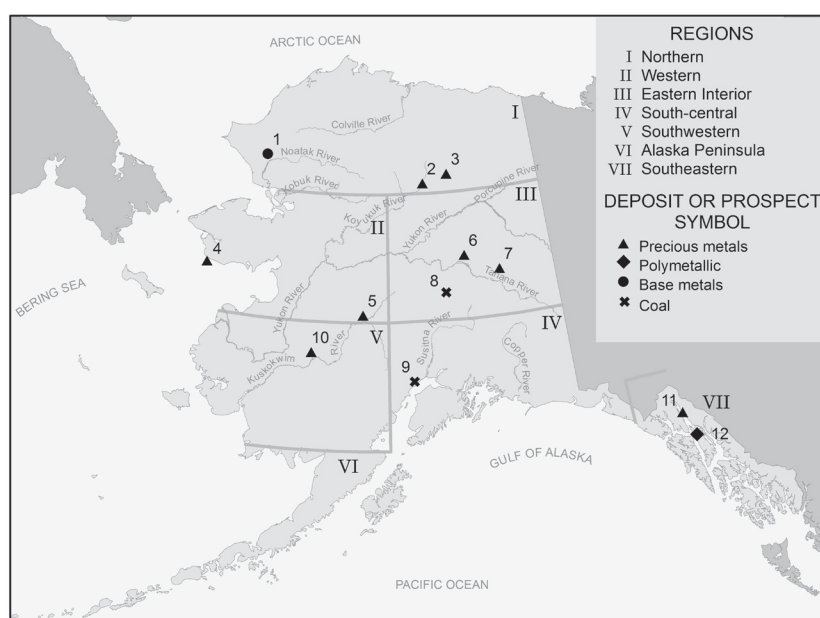 ARCTIC OCEAN
REGIONS
I Northern
II Western
III Eastern Interior
IV South-central
V Southwestern
VI Alaska Peninsula
VII Southeastern
DEPOSIT OR PROSPECT
SYMBOL
Precious metals
Polymetallic
Base metals
Coal
I
Colville River
1
Noatak River
2
3
Kobuk River
Porcupine River
III
Koyukuk River
II
Yukon River
4
6
7
Tanana River
8
BERING SEA
Yukon River
5
IV
V
Susitna River
10
River
Kuskokwim
Copper River
9
11
VII
12
VI
GULF OF ALASKA
PACIFIC OCEAN